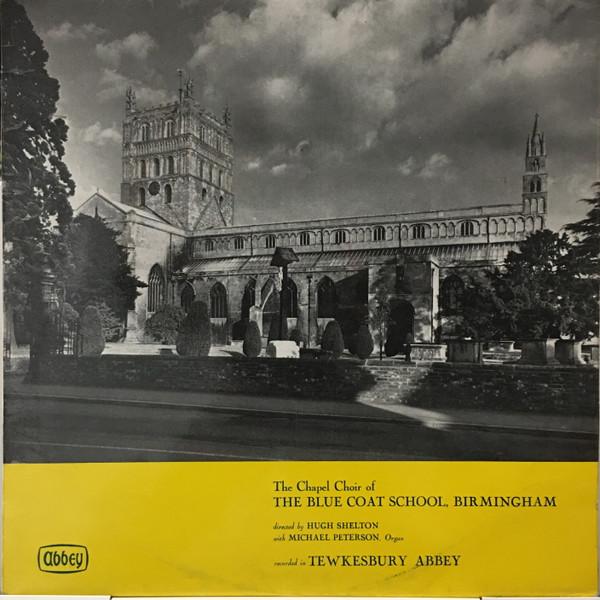 The Chapel Choir of
THE BLUE COAT SCHOOL, BIRMINGHAM
directed by HUGH SHELTON
with MICHAEL PETERSON, Organ
recorded in TEWKESBURY ABBEY
abbey